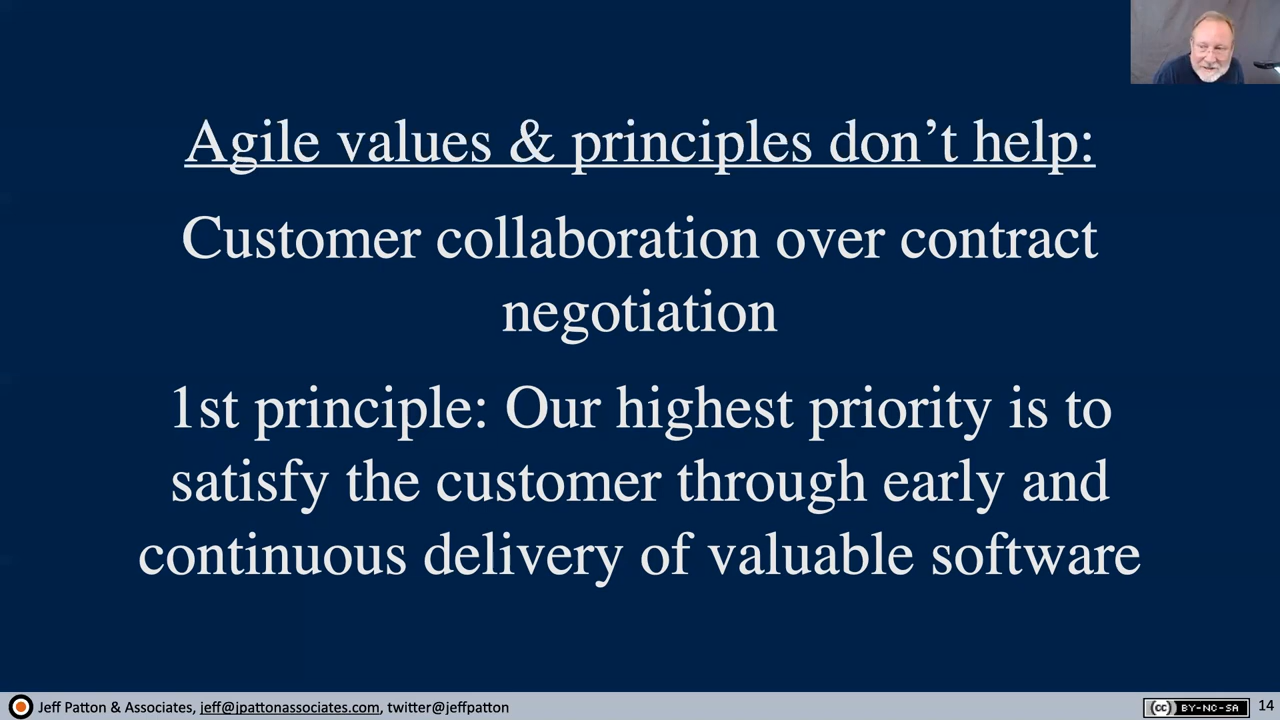 Agile values & principles don’t help:
Customer collaboration over contract
negotiation
1st principle: Our highest priority is to
satisfy the customer through early and
continuous delivery of valuable software
Jeff Patton & Associates, jeff@jpattonassociates.com, twitter@jeffpatton
cc BY-NC-SA
14